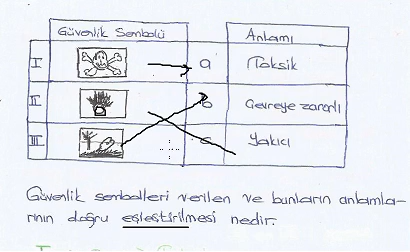 Güvenlik Sembolü Anlamı
I a Toksik
II b Çevreye zararlı
III c Yakıcı
Güvenlik sembolleri verilen ve bunların anlamla-
rının doğru eşleştirilmesi nedir.